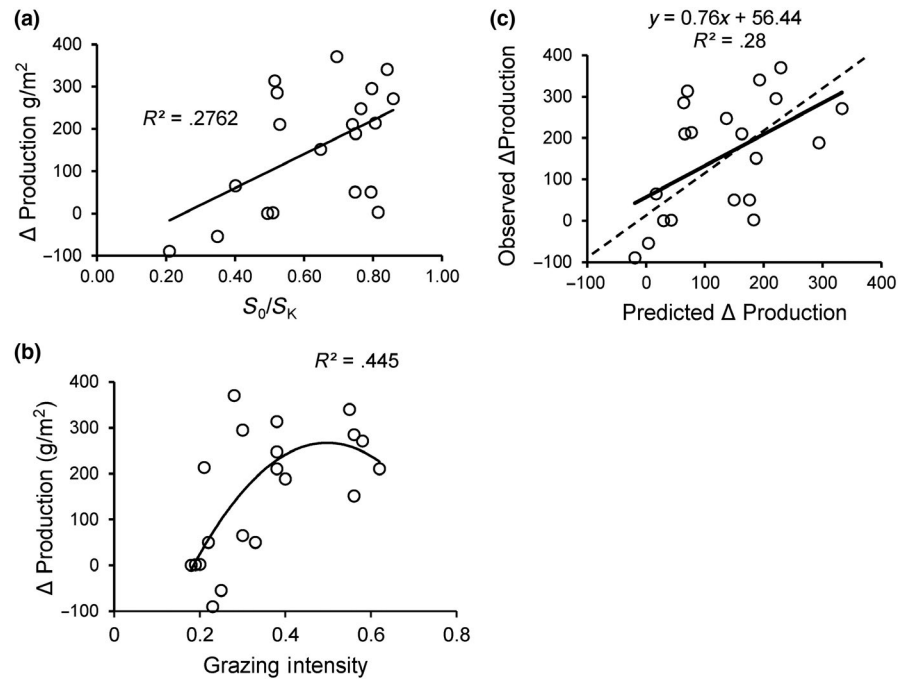 (a)
Δ Production g/m²
400
300
200
100
0
−100
R² = .2762
0.00 0.20 0.40 0.60 0.80 1.00
S₀/S_K
(b)
R² = .445
Δ Production (g/m²)
400
300
200
100
0
−100
0 0.2 0.4 0.6 0.8
Grazing intensity
(c)
y = 0.76x + 56.44
R² = .28
Observed ΔProduction
400
300
200
100
0
−100
−100 0 100 200 300 400
Predicted Δ Production